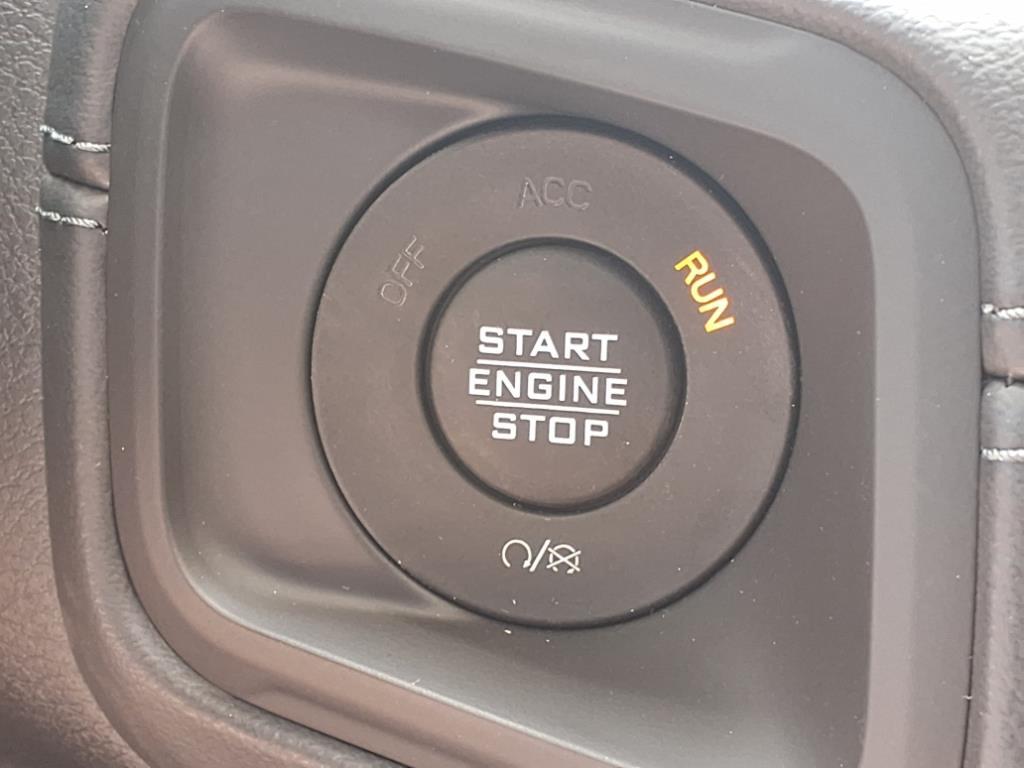 ACC
OFF
RUN
START
ENGINE
STOP